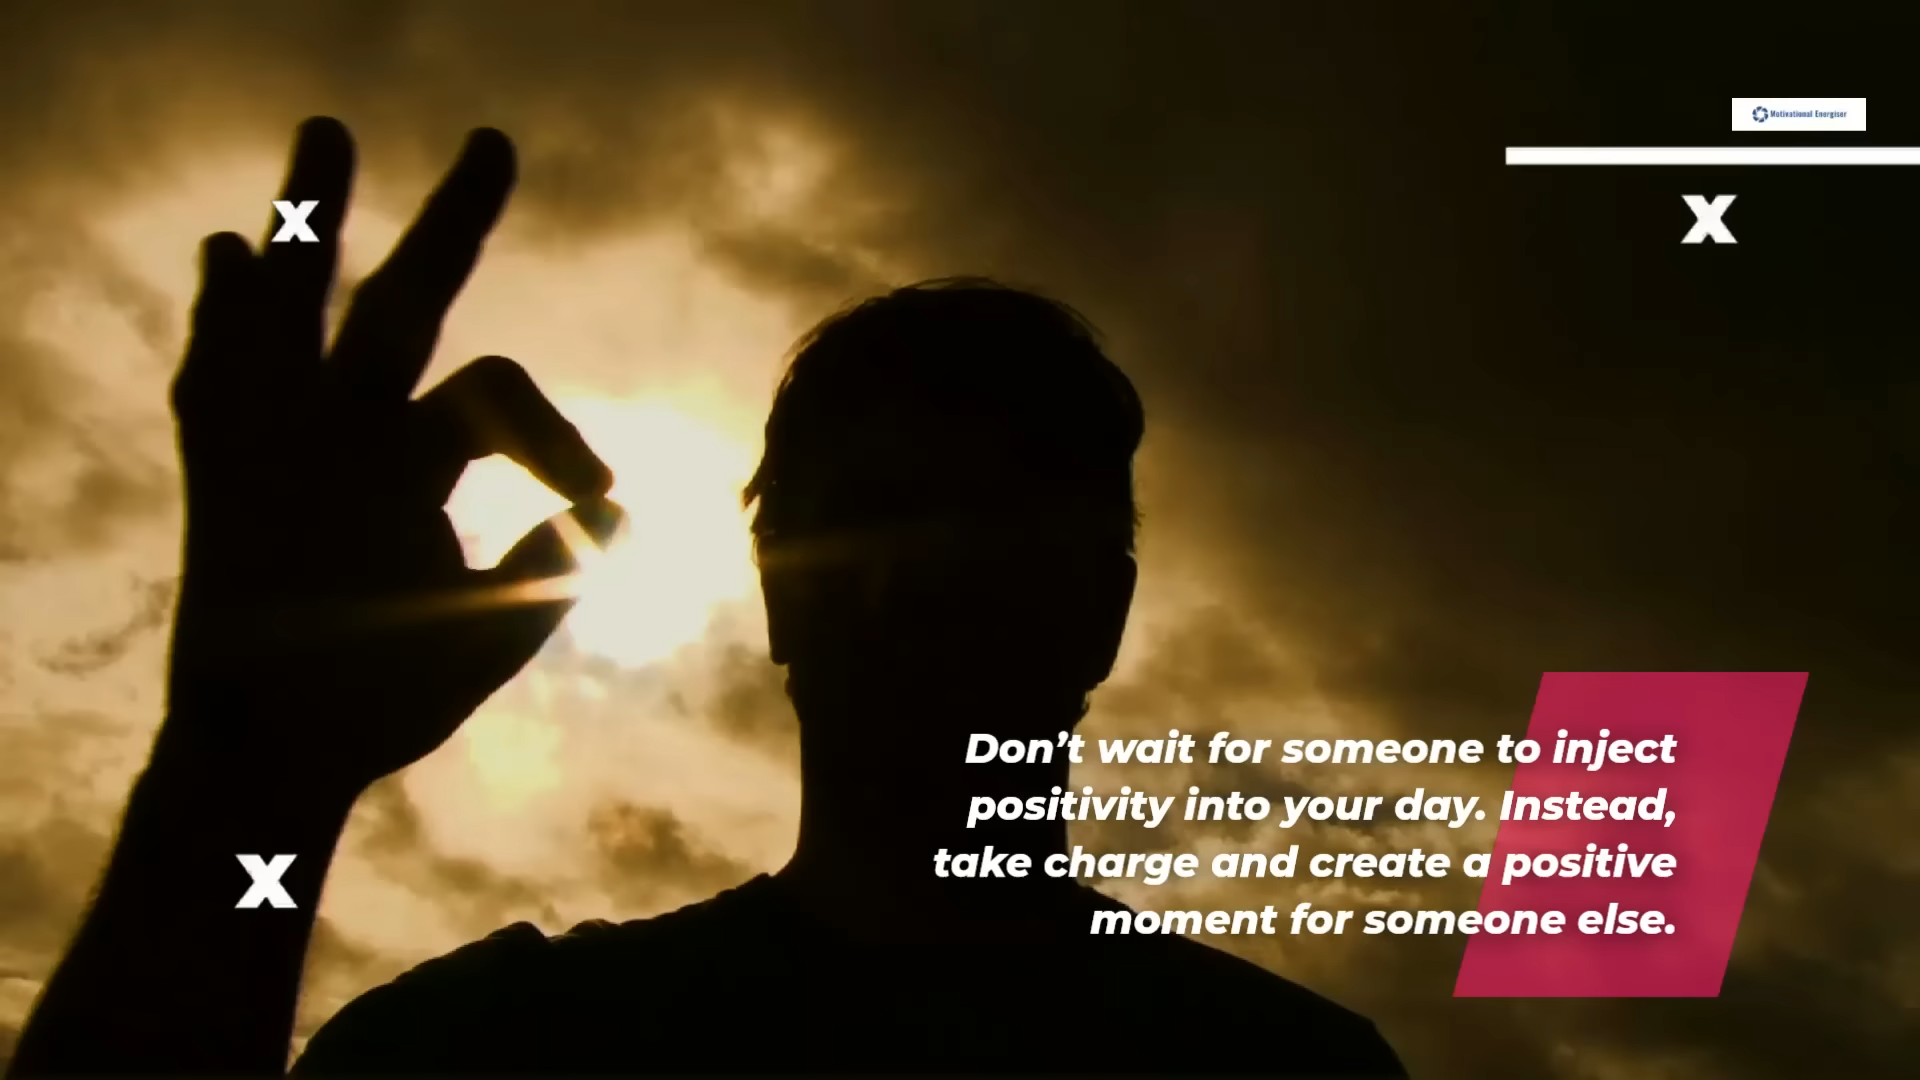 Motivational Energiser
x
x
Don't wait for someone to inject
positivity into your day. Instead,
take charge and create a positive
moment for someone else.
x